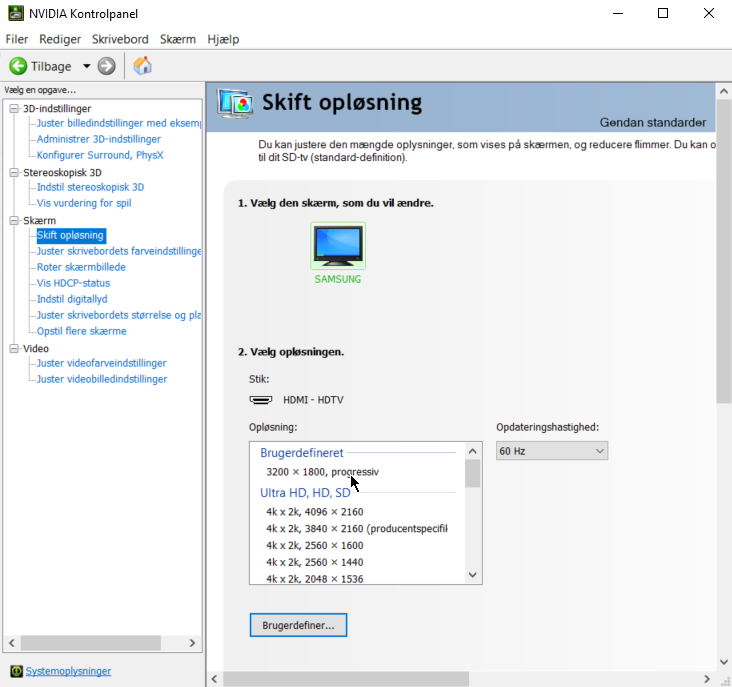 NVIDIA Kontrolpanel
Filer Rediger Skrivebord Skærm Hjælp
Tilbage
Vælg en opgave...
3D-indstillinger
Juster billedindstillinger med eksem
Administrer 3D-indstillinger
Konfigurer Surround, PhysX
Stereoskopisk 3D
Indstil stereoskopisk 3D
Vis vurdering for spil
Skærm
Skift opløsning
Juster skrivebordets farveindstillinge
Roter skærmbillede
Vis HDCP-status
Indstil digitallyd
Juster skrivebordets størrelse og pla
Opstil flere skærme
Video
Juster videofarveindstillinger
Juster videobilledindstillinger
Systemoplysninger
Skift opløsning
Gendan standarder
Du kan justere den mængde oplysninger, som vises på skærmen, og reducere flimmer. Du kan o
til dit SD-tv (standard-definition).
1. Vælg den skærm, som du vil ændre.
SAMSUNG
2. Vælg opløsningen.
Stik:
HDMI - HDTV
Opløsning:
Opdateringshastighed:
Brugerdefineret
60 Hz
3200 × 1800, progressiv
Ultra HD, HD, SD
4k x 2k, 4096 × 2160
4k x 2k, 3840 × 2160 (producentspecifik
4k x 2k, 2560 × 1600
4k x 2k, 2560 × 1440
4k x 2k, 2048 × 1536
Brugerdefiner...